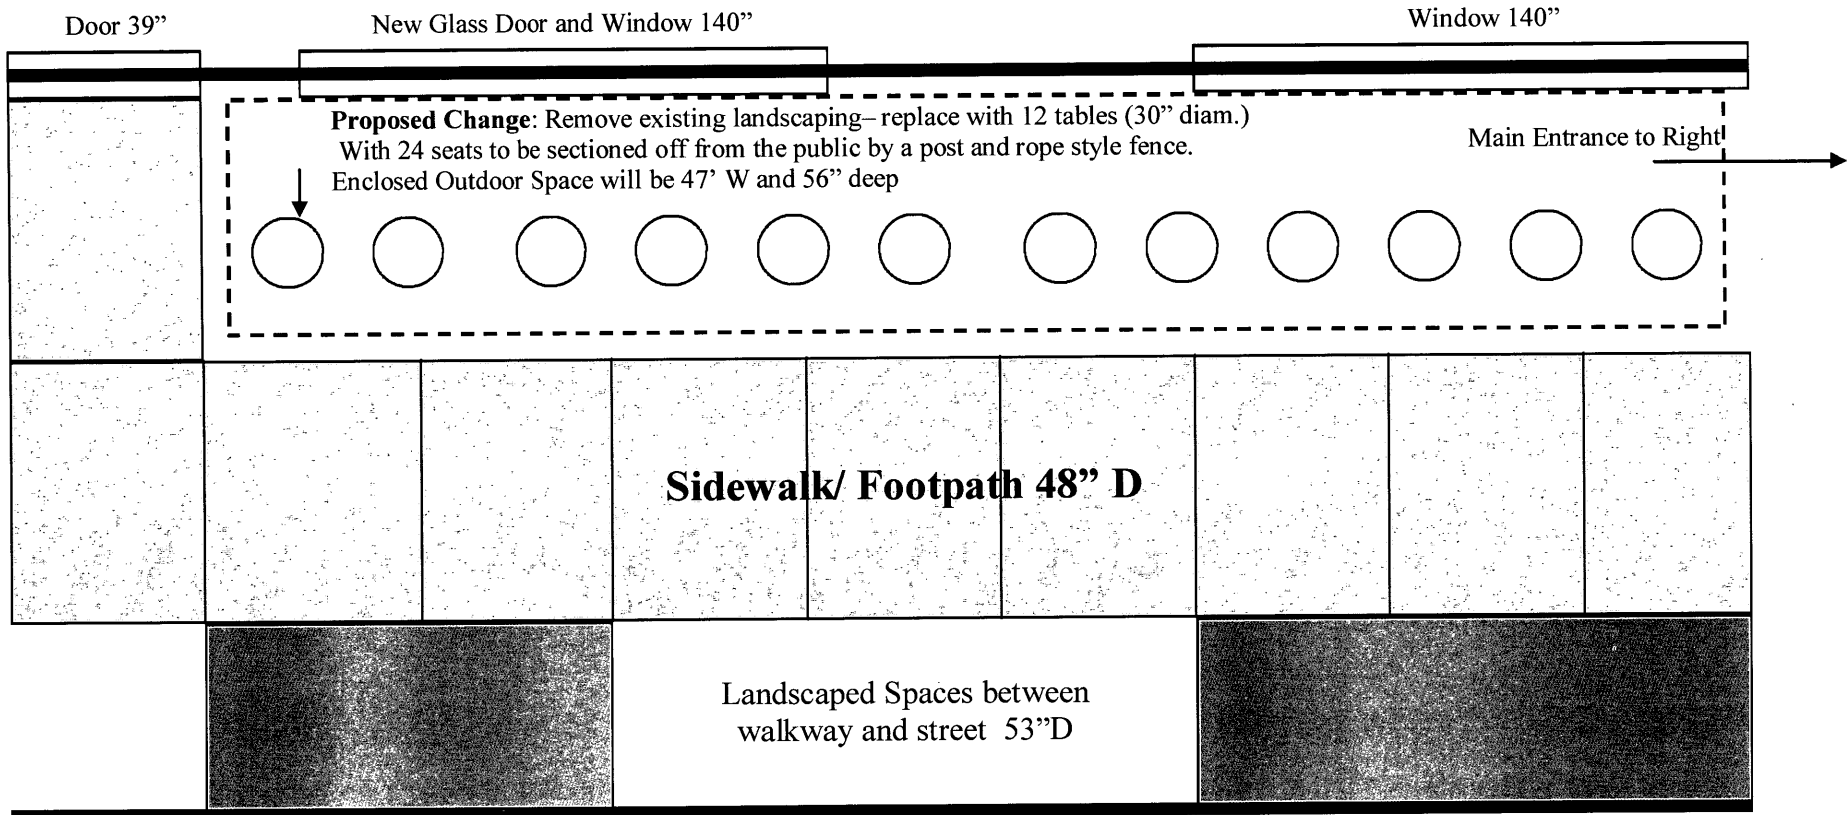 Door 39”
New Glass Door and Window 140”
Window 140”
Proposed Change: Remove existing landscaping– replace with 12 tables (30” diam.)
With 24 seats to be sectioned off from the public by a post and rope style fence.
Enclosed Outdoor Space will be 47’ W and 56” deep
Main Entrance to Right
Sidewalk/ Footpath 48” D
Landscaped Spaces between
walkway and street 53”D